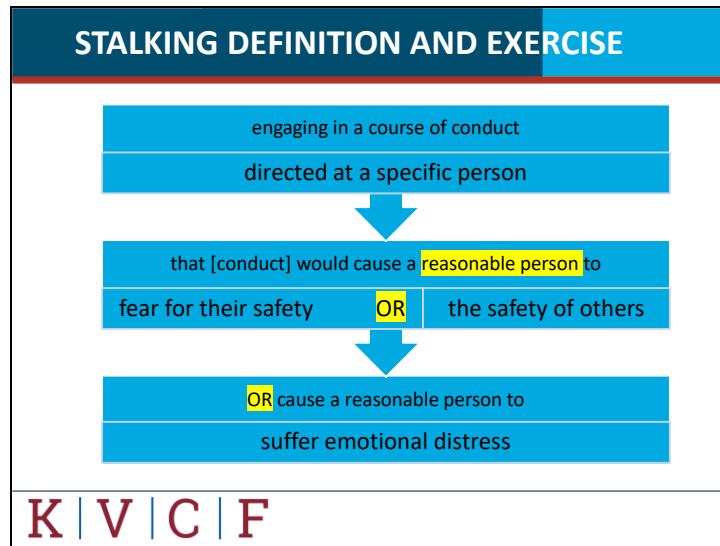 STALKING DEFINITION AND EXERCISE
engaging in a course of conduct
directed at a specific person
that [conduct] would cause a reasonable person to
fear for their safety OR the safety of others
OR cause a reasonable person to
suffer emotional distress
K | V | C | F